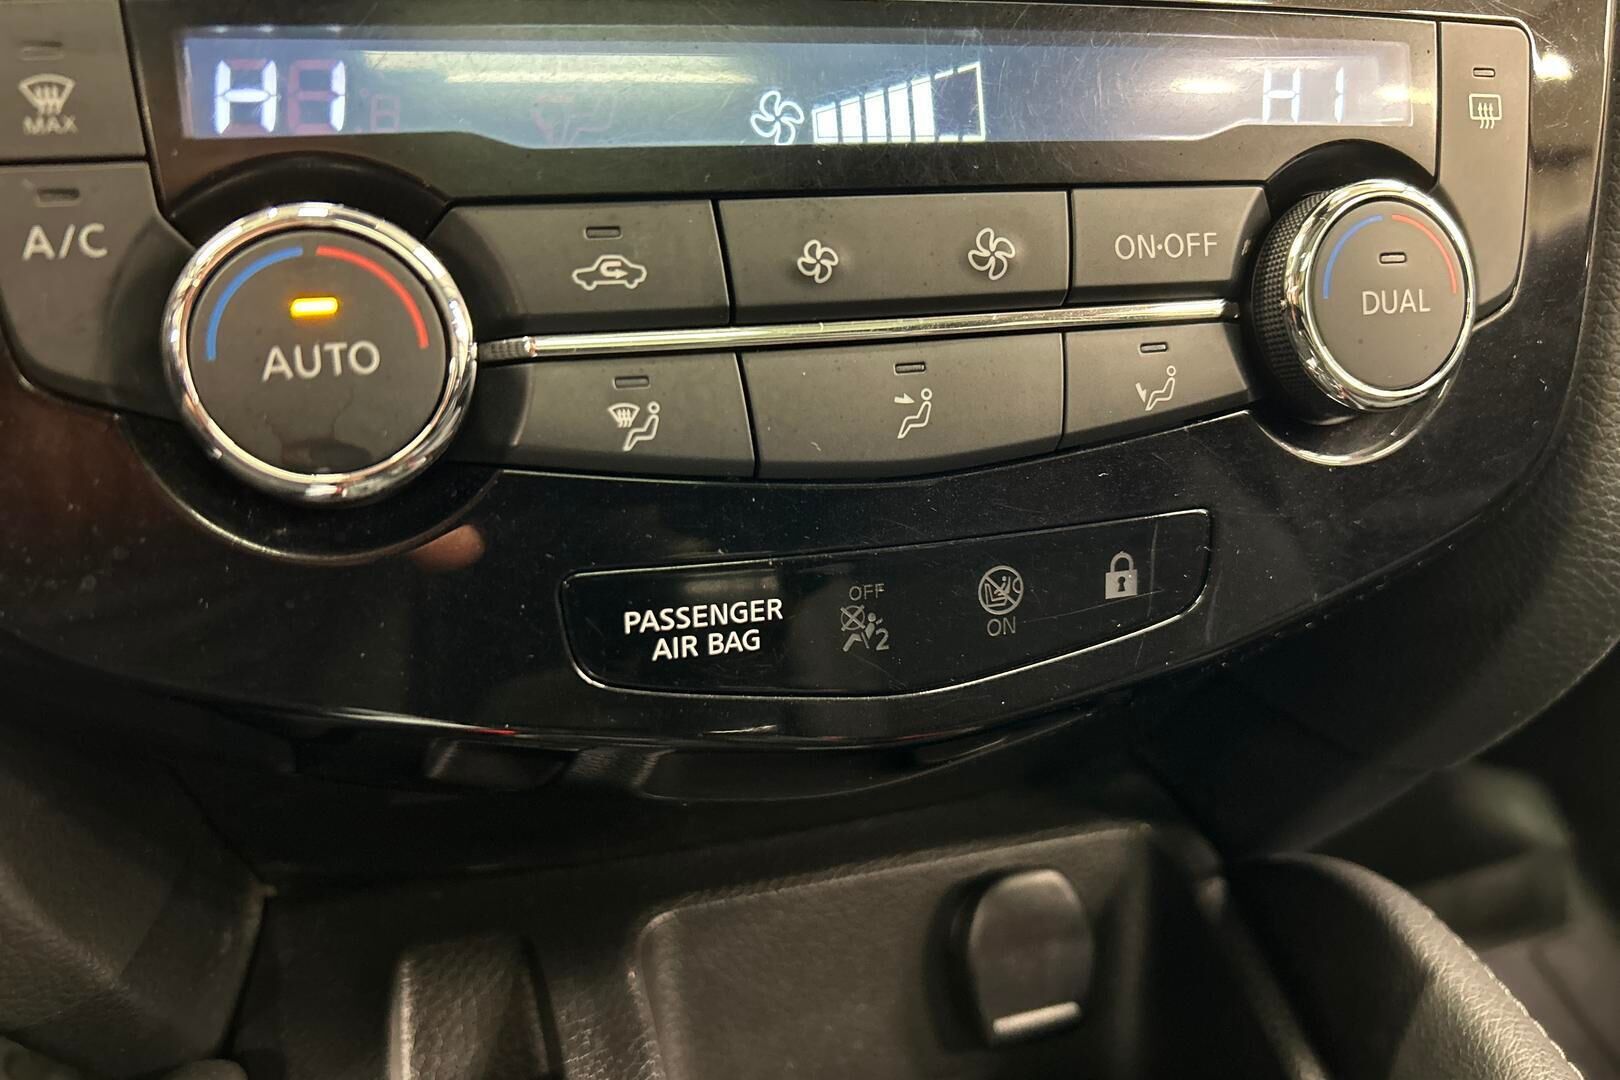 HI
HI
MAX
A/C
AUTO
ON·OFF
DUAL
PASSENGER
AIR BAG
OFF
2
ON